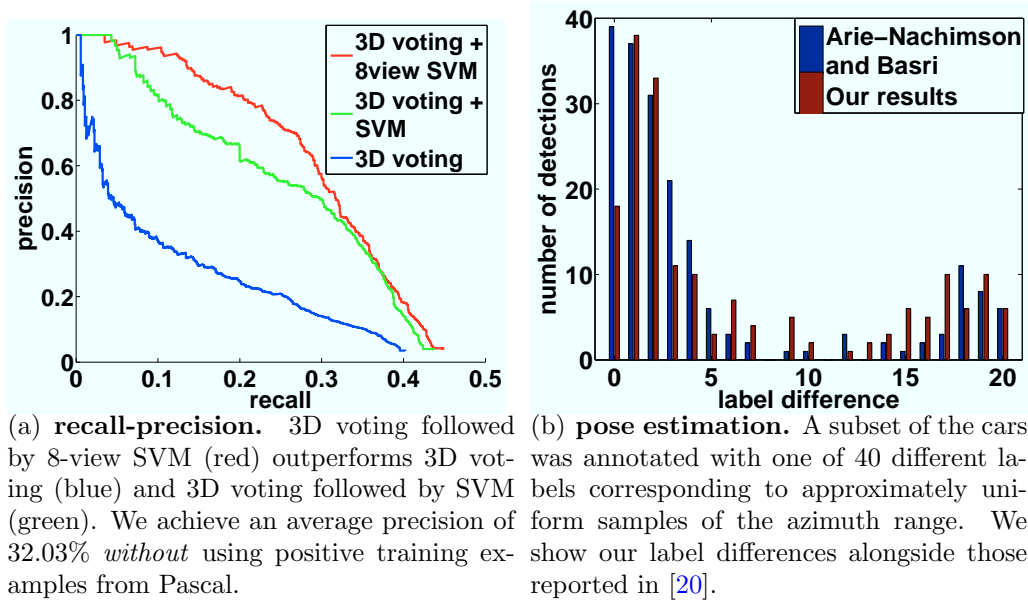 1
0.8
0.6
0.4
0.2
0
precision
0
0.1
0.2
0.3
0.4
0.5
recall
3D voting +
8view SVM
3D voting +
SVM
3D voting
40
30
20
10
0
number of detections
0
5
10
15
20
label difference
Arie−Nachimson
and Basri
Our results
(a) recall-precision. 3D voting followed
by 8-view SVM (red) outperforms 3D vot-
ing (blue) and 3D voting followed by SVM
(green). We achieve an average precision of
32.03% without using positive training ex-
amples from Pascal.
(b) pose estimation. A subset of the cars
was annotated with one of 40 different la-
bels corresponding to approximately uni-
form samples of the azimuth range. We
show our label differences alongside those
reported in [20].